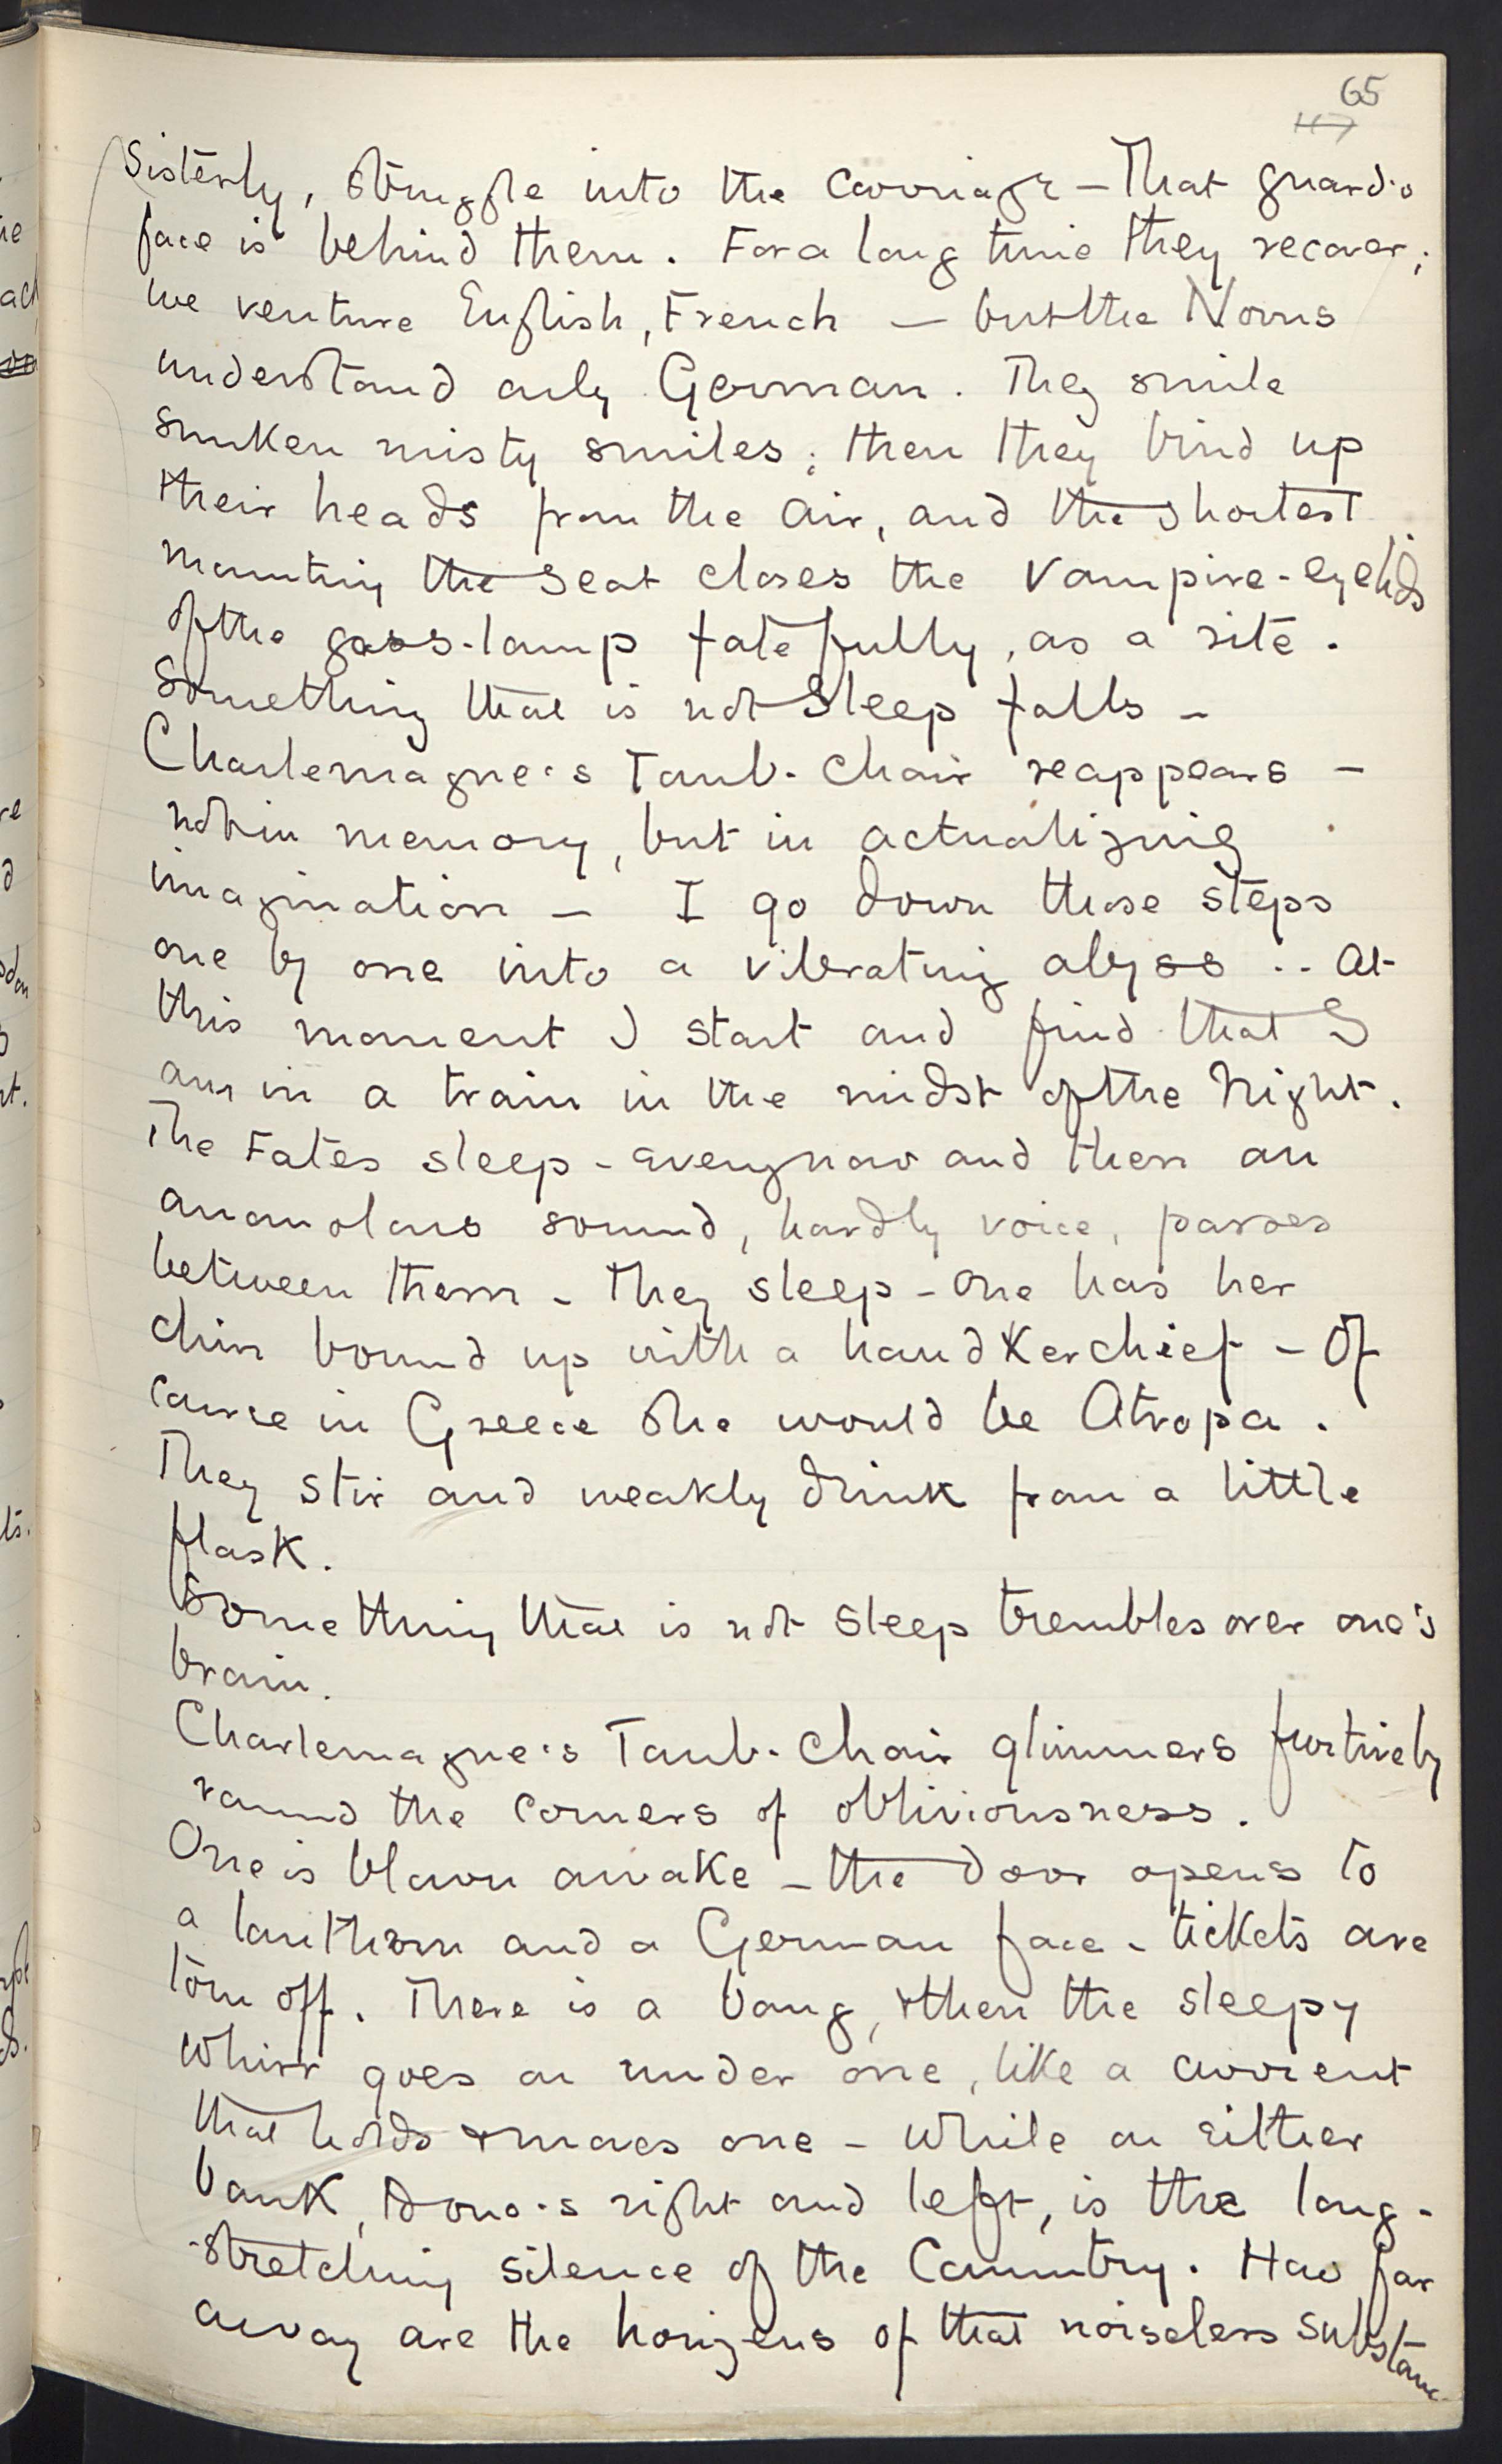 65
117
Sisterly, struggle into the carriage - That guard's
face is behind them. For a long time they recover;
we venture English, French — but the Norns
understand only German. They smile
sunken misty smiles; then they bind up
their heads from the air, and the shortest
mounting the seat closes the vampire-eyelids
of the gass-lamp fatefully, as a rite.
Something that is not Sleep falls -
Charlemagne's Tomb-Chair reappears -
not in memory, but in actualizing
imagination - I go down those steps
one by one into a vibrating abyss .. At
this moment I start and find that I
am in a train in the midst of the Night.
The Fates sleep - every now and then an
anamolous sound, hardly voice, passes
between them - They sleep - One has her
chin bound up with a handkerchief - Of
course in Greece she would be Atropa.
They stir and weakly drink from a little
flask.
Something that is not Sleep trembles over one's
brain.
Charlemagne's Tomb-Chair glimmers furtively
round the corners of obliviousness.
One is blown awake - the door opens to
a lanthorn and a German face - tickets are
torn off. There is a bang, & then the sleepy
whirr goes on under one, like a current
that holds & moves one - While on either
bank, to one's right and left, is the long-
-stretching silence of the Country. How far
away are the horizens of that noiseless substance